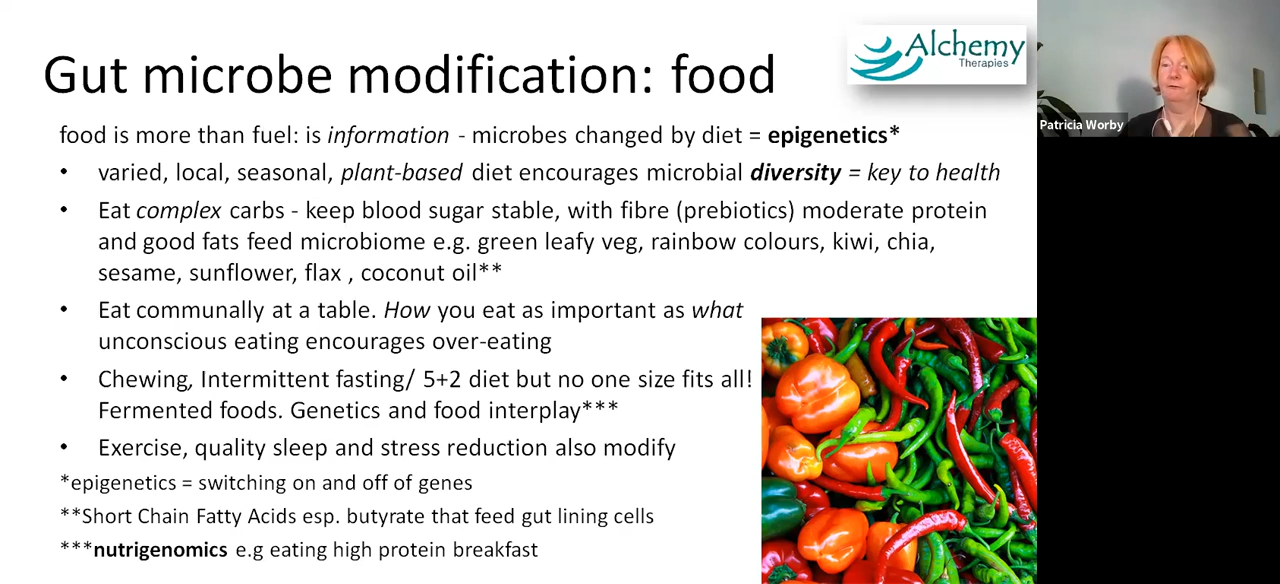 Gut microbe modification: food
Alchemy
Therapies
Patricia Worby
food is more than fuel: is information - microbes changed by diet = epigenetics*
• varied, local, seasonal, plant-based diet encourages microbial diversity = key to health
• Eat complex carbs - keep blood sugar stable, with fibre (prebiotics) moderate protein
and good fats feed microbiome e.g. green leafy veg, rainbow colours, kiwi, chia,
sesame, sunflower, flax , coconut oil**
• Eat communally at a table. How you eat as important as what
unconscious eating encourages over-eating
• Chewing, Intermittent fasting/ 5+2 diet but no one size fits all!
Fermented foods. Genetics and food interplay***
• Exercise, quality sleep and stress reduction also modify
*epigenetics = switching on and off of genes
**Short Chain Fatty Acids esp. butyrate that feed gut lining cells
***nutrigenomics e.g eating high protein breakfast